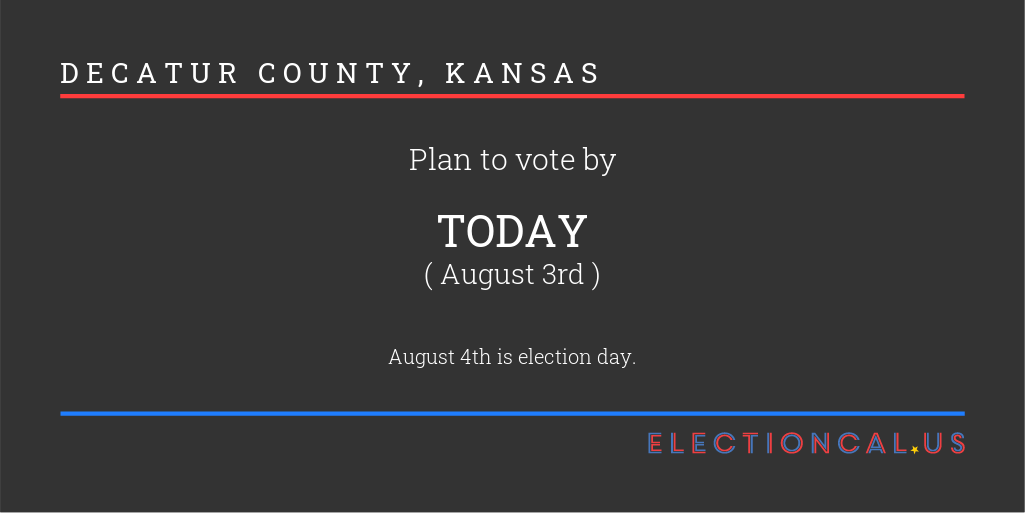 DECATUR COUNTY, KANSAS
Plan to vote by
TODAY
( August 3rd )
August 4th is election day.
ELECTIONCAL.US